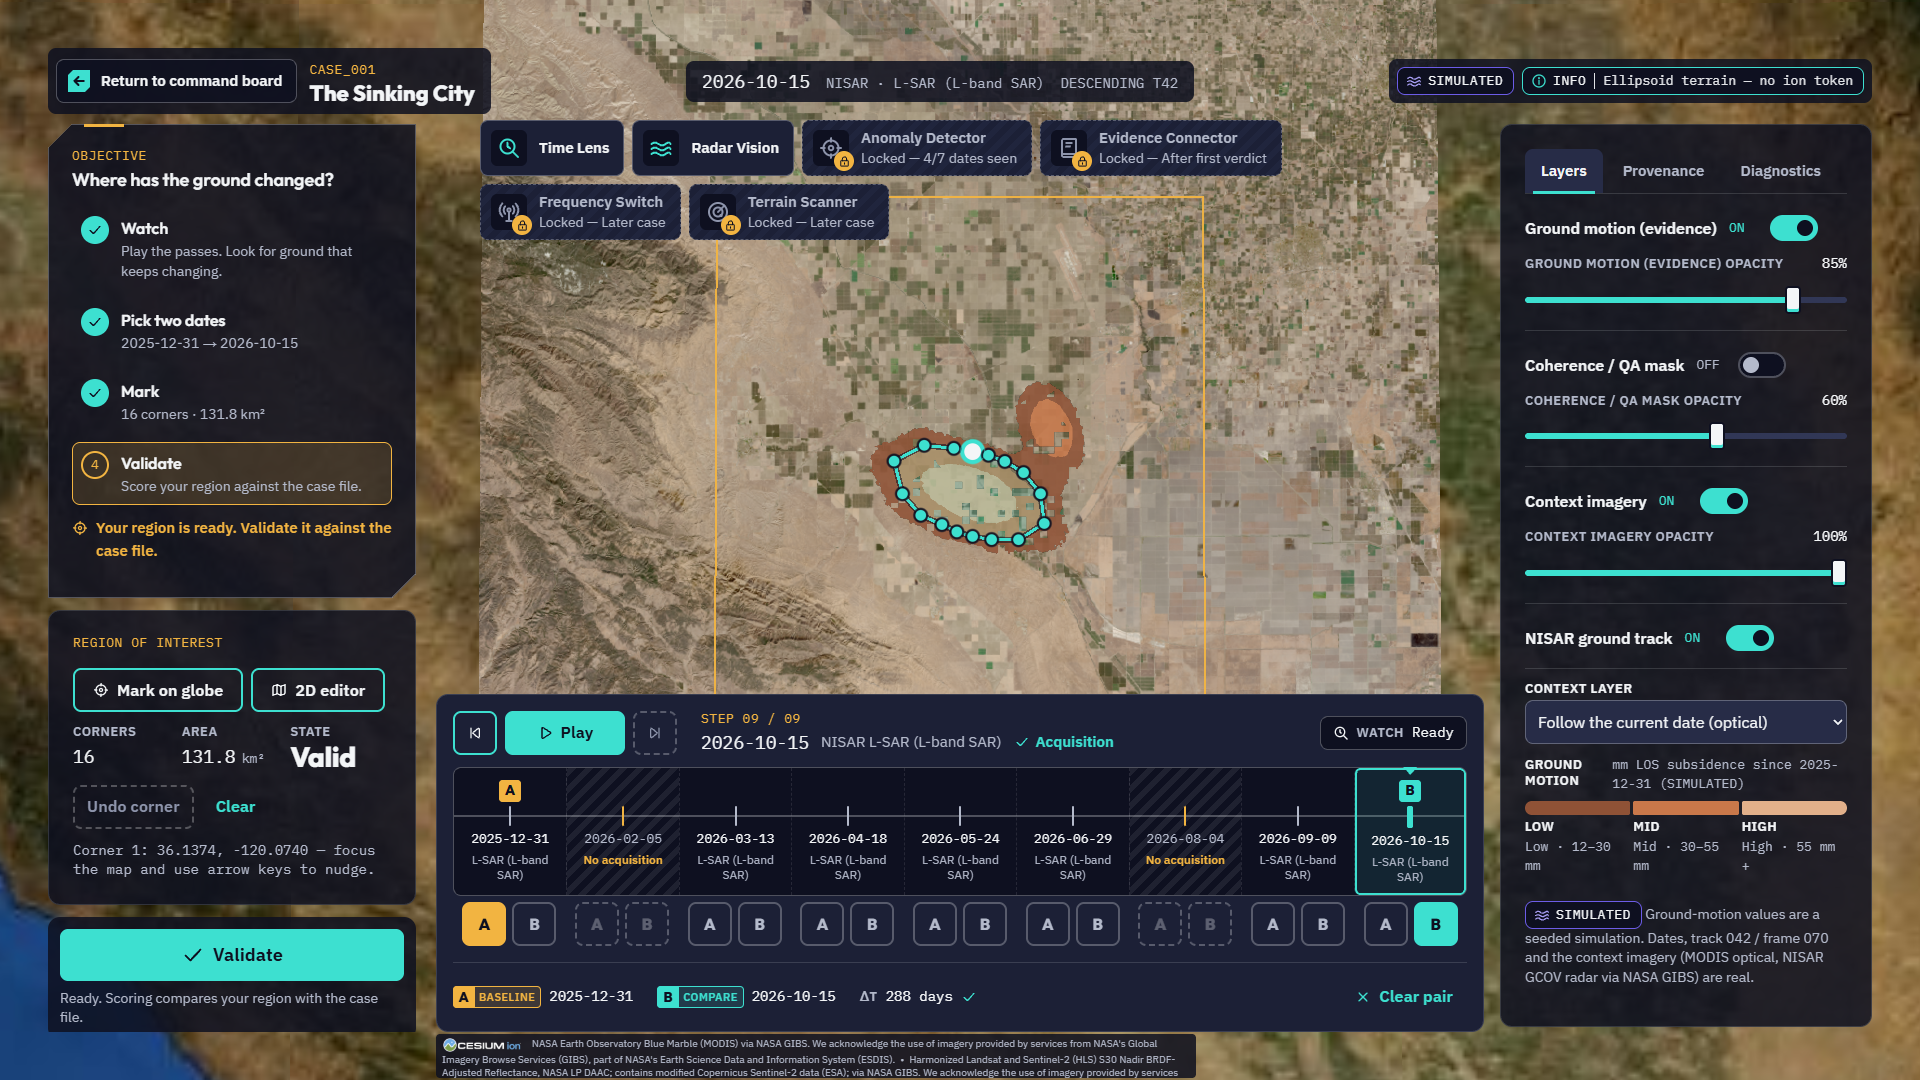 Return to command board
CASE_001
The Sinking City
2026-10-15 NISAR · L-SAR (L-band SAR) DESCENDING T42
SIMULATED
INFO | Ellipsoid terrain — no ion token
OBJECTIVE
Where has the ground changed?
Watch
Play the passes. Look for ground that
keeps changing.
Pick two dates
2025-12-31 → 2026-10-15
Mark
16 corners · 131.8 km²
4
Validate
Score your region against the case file.
Your region is ready. Validate it against the
case file.
REGION OF INTEREST
Mark on globe
2D editor
CORNERS AREA STATE
16 131.8 km² Valid
Undo corner
Clear
Corner 1: 36.1374, -120.0740 — focus
the map and use arrow keys to nudge.
Validate
Ready. Scoring compares your region with the case
file.
Time Lens
Radar Vision
Anomaly Detector
Locked — 4/7 dates seen
Evidence Connector
Locked — After first verdict
Frequency Switch
Locked — Later case
Terrain Scanner
Locked — Later case
Play
STEP 09 / 09
2026-10-15 NISAR L-SAR (L-band SAR) Acquisition
WATCH Ready
A
B
2025-12-31
L-SAR (L-band
SAR)
2026-02-05
No acquisition
2026-03-13
L-SAR (L-band
SAR)
2026-04-18
L-SAR (L-band
SAR)
2026-05-24
L-SAR (L-band
SAR)
2026-06-29
L-SAR (L-band
SAR)
2026-08-04
No acquisition
2026-09-09
L-SAR (L-band
SAR)
2026-10-15
L-SAR (L-band
SAR)
A B A B A B A B A B A B A B A B A B
A BASELINE 2025-12-31 B COMPARE 2026-10-15 ΔT 288 days
Clear pair
CESIUM ion NASA Earth Observatory Blue Marble (MODIS) via NASA GIBS. We acknowledge the use of imagery provided by services from NASA's Global
Imagery Browse Services (GIBS), part of NASA's Earth Science Data and Information System (ESDIS). • Harmonized Landsat and Sentinel-2 (HLS) S30 Nadir BRDF-
Adjusted Reflectance, NASA LP DAAC; contains modified Copernicus Sentinel-2 data (ESA); via NASA GIBS. We acknowledge the use of imagery provided by services
Layers Provenance Diagnostics
Ground motion (evidence) ON
GROUND MOTION (EVIDENCE) OPACITY 85%
Coherence / QA mask OFF
COHERENCE / QA MASK OPACITY 60%
Context imagery ON
CONTEXT IMAGERY OPACITY 100%
NISAR ground track ON
CONTEXT LAYER
Follow the current date (optical)
GROUND
MOTION
mm LOS subsidence since 2025-
12-31 (SIMULATED)
LOW
Low · 12–30
mm
MID
Mid · 30–55
mm
HIGH
High · 55 mm
+
SIMULATED Ground-motion values are a
seeded simulation. Dates, track 042 / frame 070
and the context imagery (MODIS optical, NISAR
GCOV radar via NASA GIBS) are real.